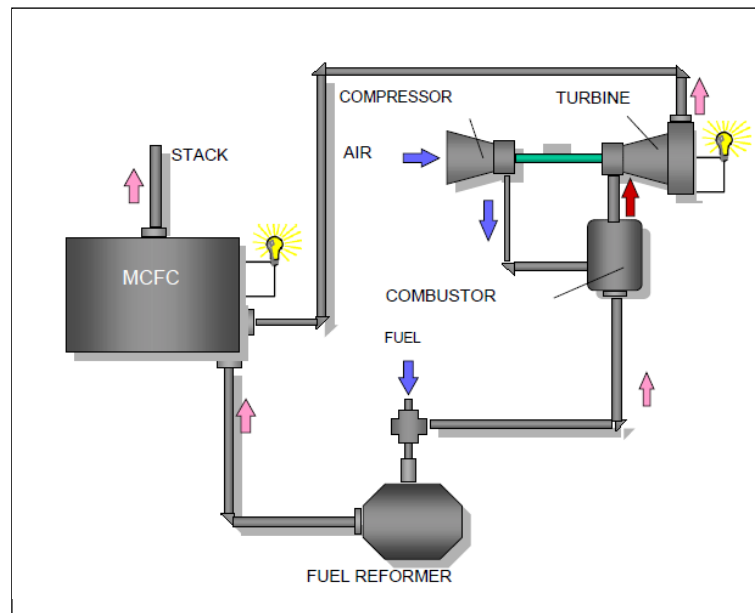 COMPRESSOR
TURBINE
STACK
AIR
MCFC
COMBUSTOR
FUEL
FUEL REFORMER